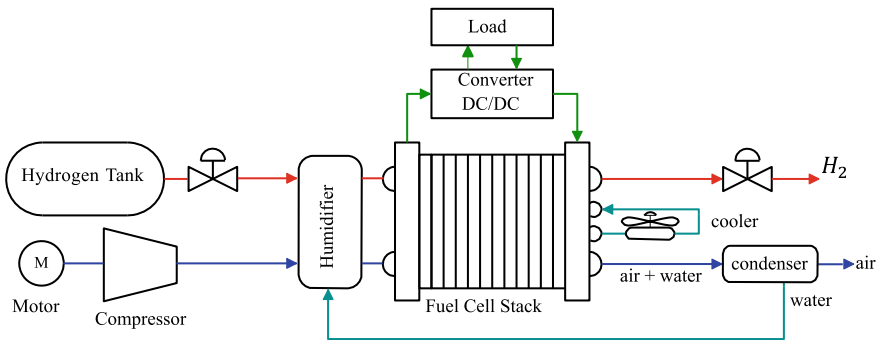 Load
Converter
DC/DC
Hydrogen Tank
H₂
Humidifier
cooler
M
condenser
air
air + water
Motor
Fuel Cell Stack
water
Compressor